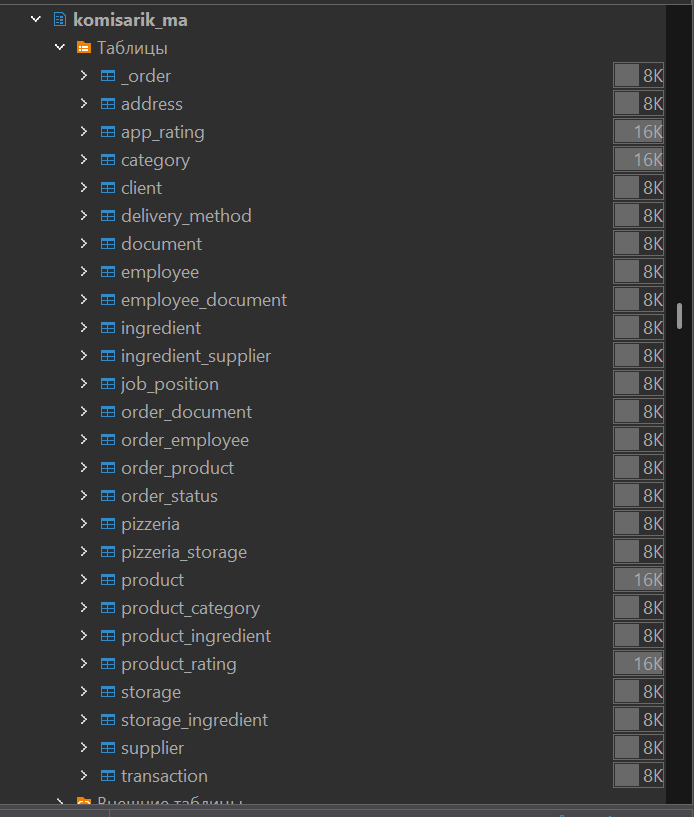 komisarik_ma
Таблицы
_order 8K
address 8K
app_rating 16K
category 16K
client 8K
delivery_method 8K
document 8K
employee 8K
employee_document 8K
ingredient 8K
ingredient_supplier 8K
job_position 8K
order_document 8K
order_employee 8K
order_product 8K
order_status 8K
pizzeria 8K
pizzeria_storage 8K
product 16K
product_category 8K
product_ingredient 8K
product_rating 16K
storage 8K
storage_ingredient 8K
supplier 8K
transaction 8K
Внешние таблицы